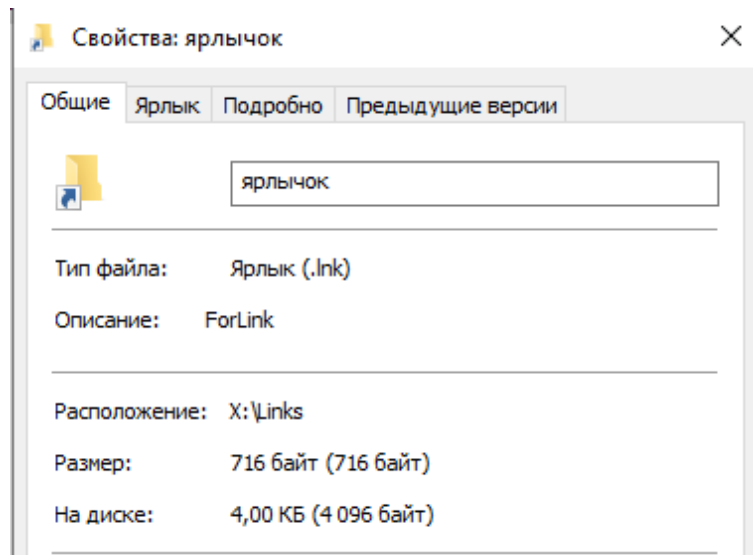 Свойства: ярлычок
Общие Ярлык Подробно Предыдущие версии
ярлычок
Тип файла: Ярлык (.lnk)
Описание: ForLink
Расположение: X:\Links
Размер: 716 байт (716 байт)
На диске: 4,00 КБ (4 096 байт)